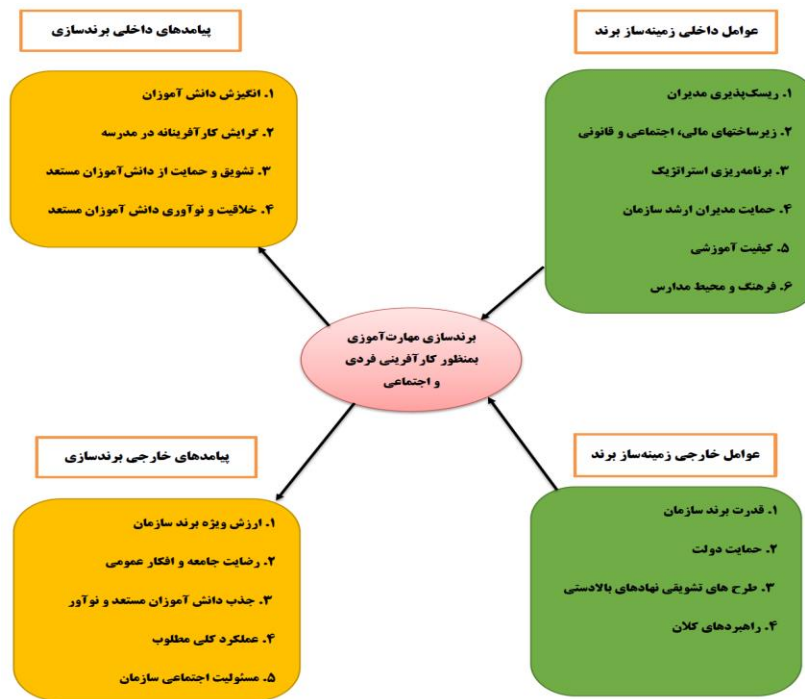 عوامل داخلی زمینه‌ساز برند
۱. ریسک‌پذیری مدیران
۲. زیرساختهای مالی، اجتماعی و قانونی
۳. برنامه‌ریزی استراتژیک
۴. حمایت مدیران ارشد سازمان
۵. کیفیت آموزشی
۶. فرهنگ و محیط مدارس
پیامدهای داخلی برندسازی
۱. انگیزش دانش آموزان
۲. گرایش کارآفرینانه در مدرسه
۳. تشویق و حمایت از دانش‌آموزان مستعد
۴. خلاقیت و نوآوری دانش آموزان مستعد
برندسازی مهارت‌آموزی
بمنظور کارآفرینی فردی
و اجتماعی
عوامل خارجی زمینه‌ساز برند
۱. قدرت برند سازمان
۲. حمایت دولت
۳. طرح های تشویقی نهادهای بالادستی
۴. راهبردهای کلان
پیامدهای خارجی برندسازی
۱. ارزش ویژه برند سازمان
۲. رضایت جامعه و افکار عمومی
۳. جذب دانش آموزان مستعد و نوآور
۴. عملکرد کلی مطلوب
۵. مسئولیت اجتماعی سازمان